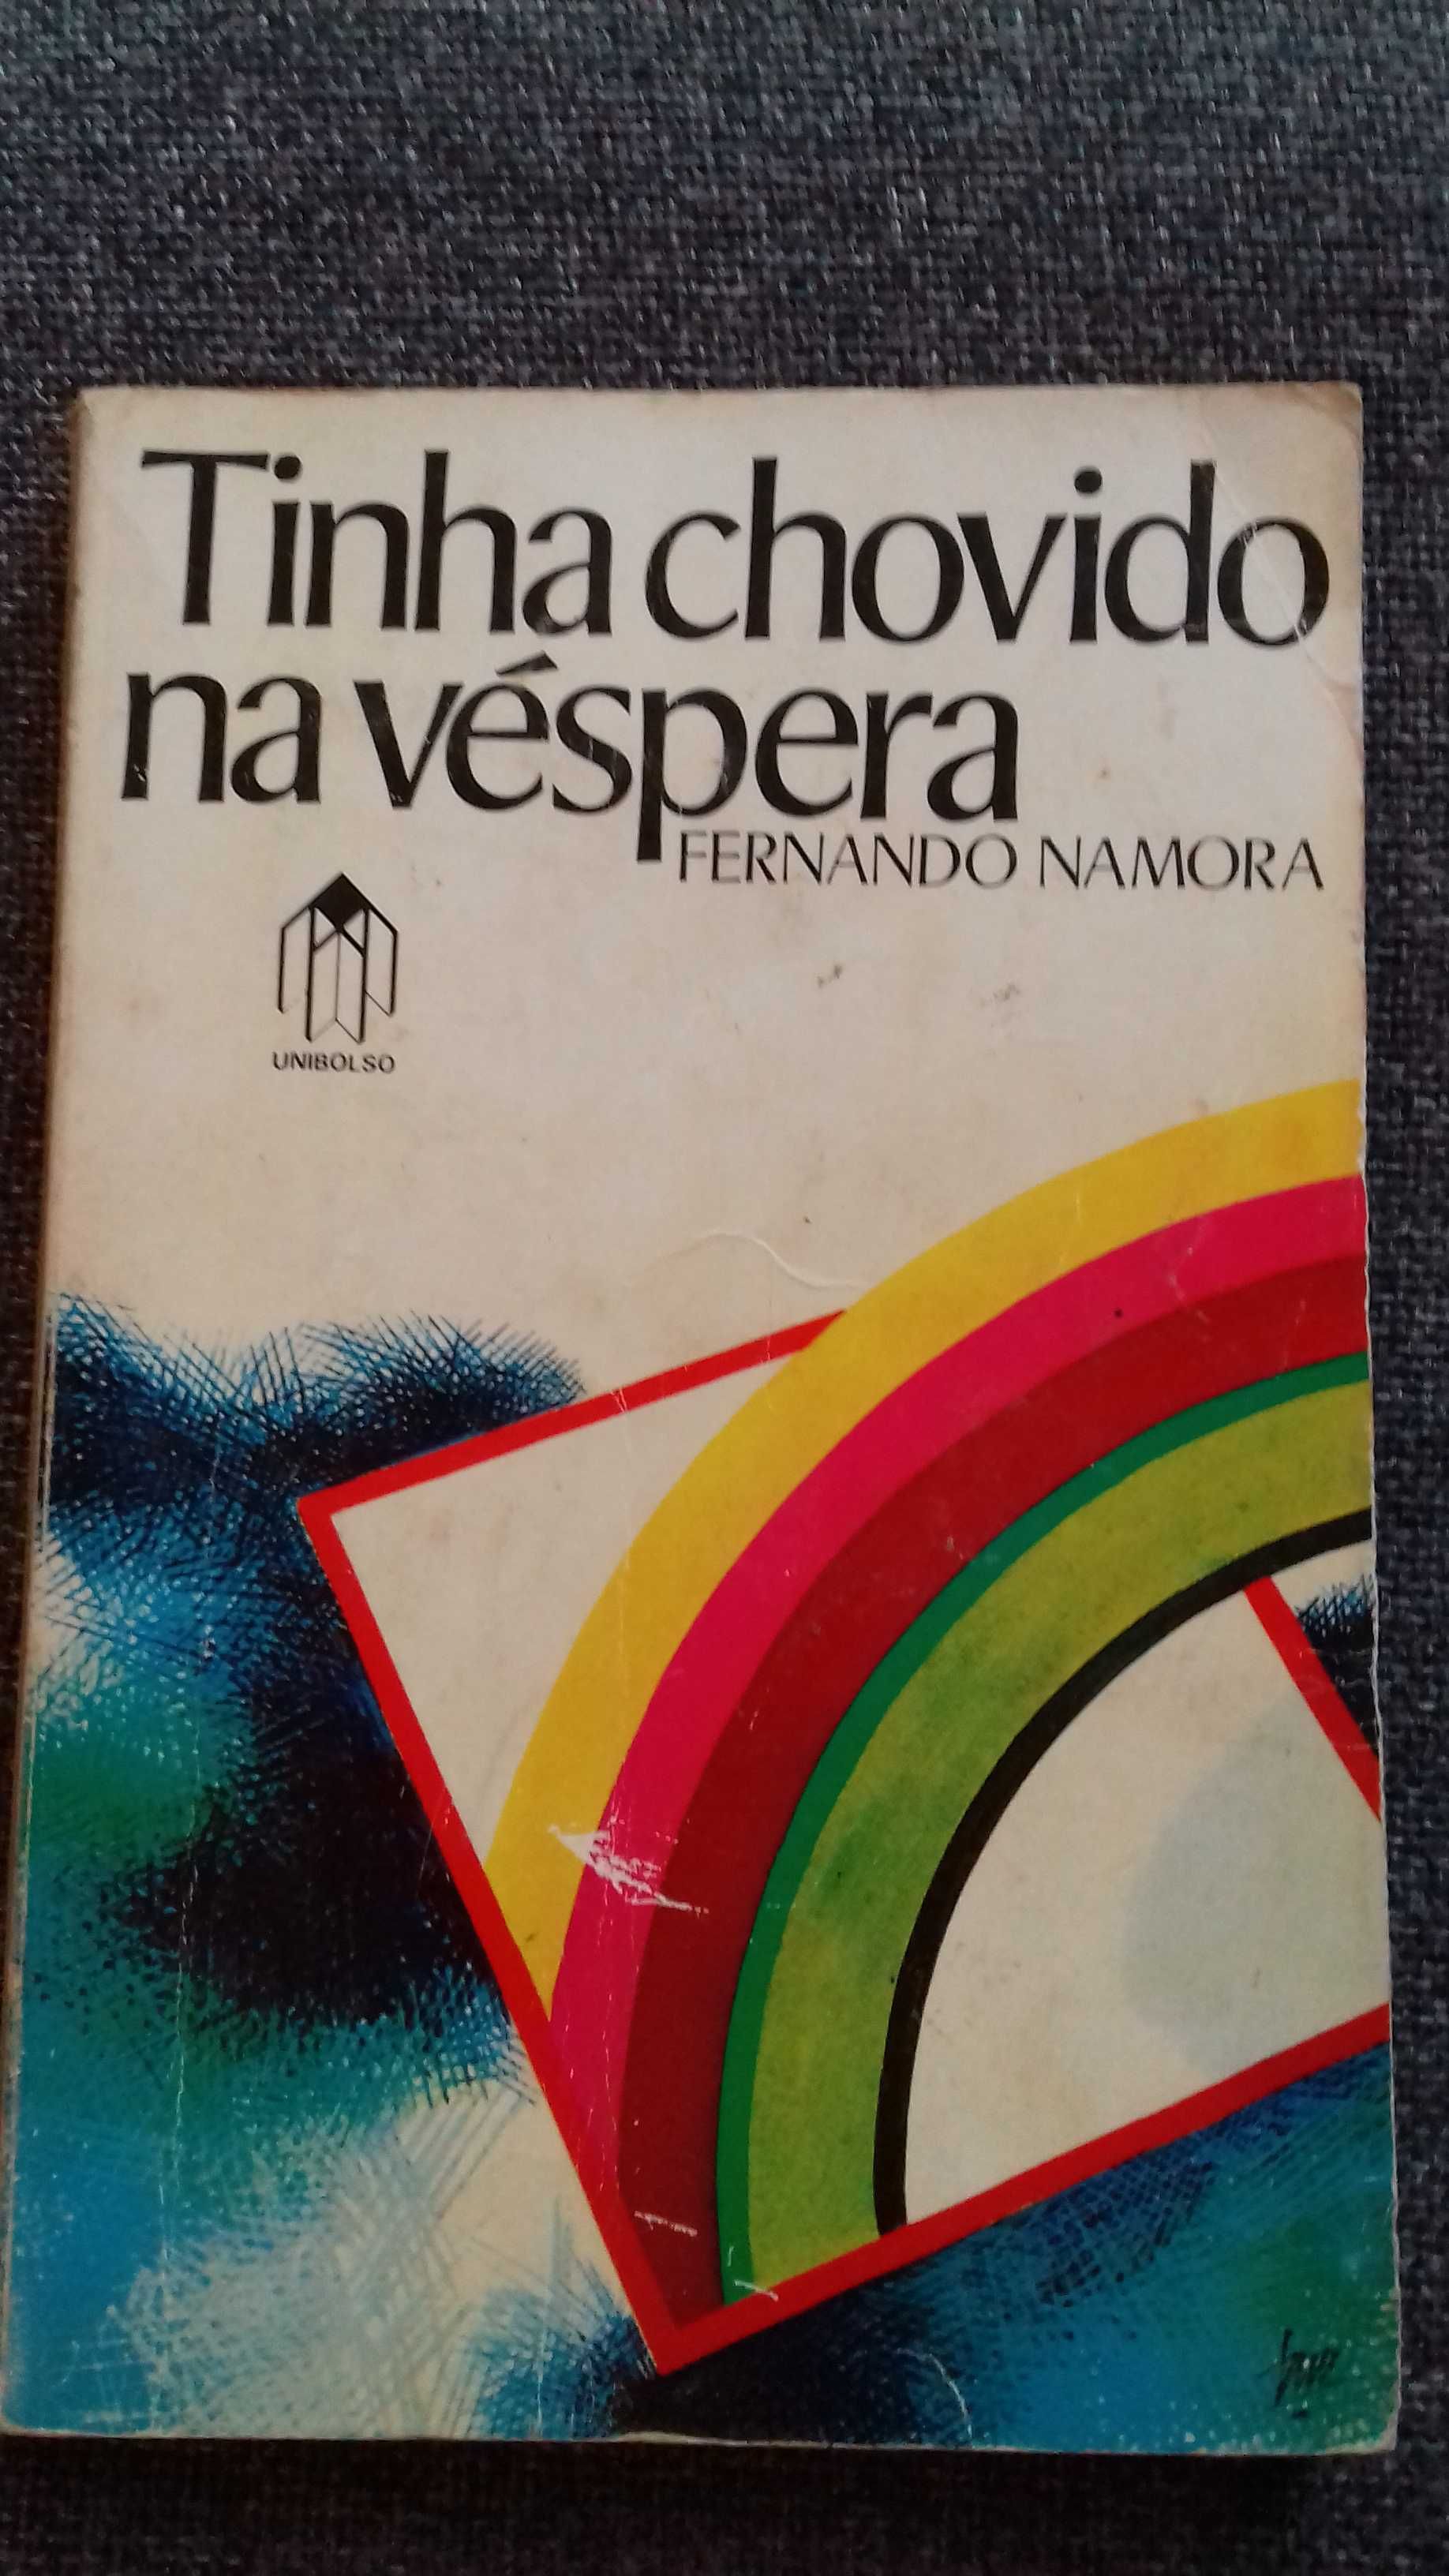 Tinha chovido
na véspera
FERNANDO NAMORA
UNIBOLSO